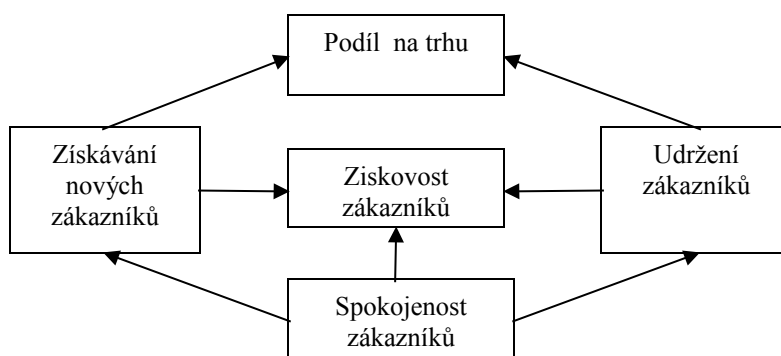 Podíl  na trhu
Získávání
nových
zákazníků
Ziskovost
zákazníků
Udržení
zákazníků
Spokojenost
zákazníků